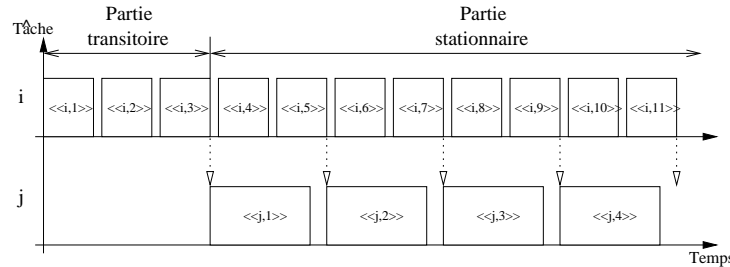 Partie
transitoire
Partie
stationnaire
Tâche
i
<<i,1>> <<i,2>> <<i,3>> <<i,4>> <<i,5>> <<i,6>> <<i,7>> <<i,8>> <<i,9>> <<i,10>> <<i,11>>
j
<<j,1>> <<j,2>> <<j,3>> <<j,4>>
Temps